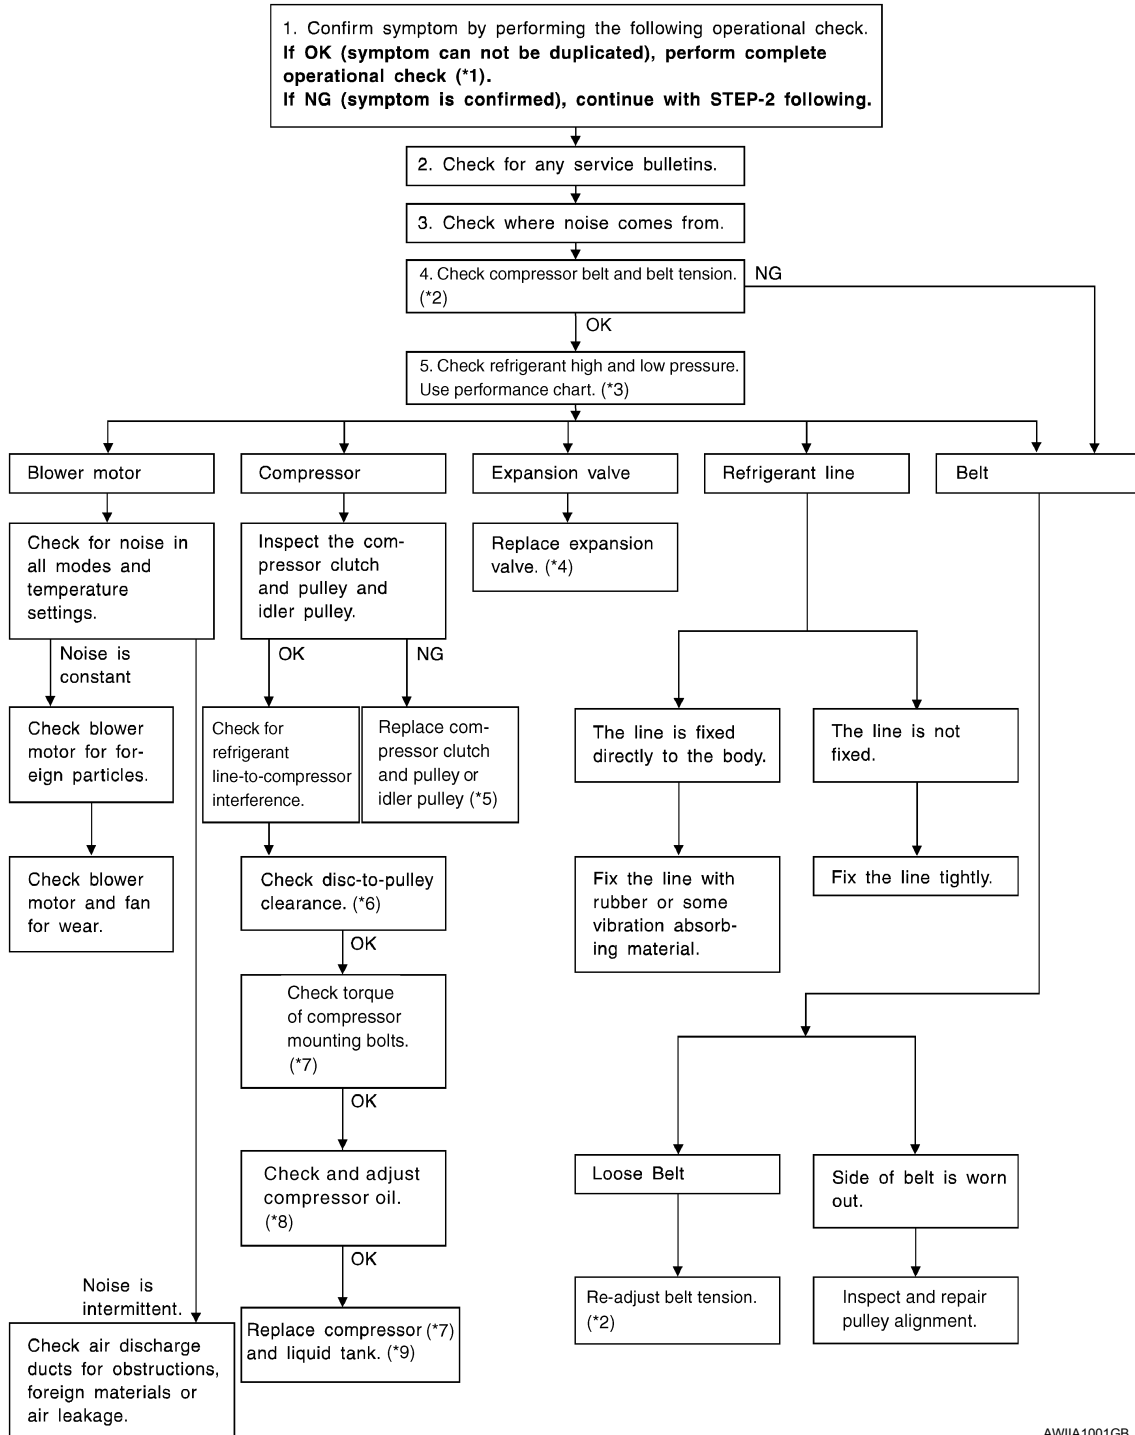 1. Confirm symptom by performing the following operational check.
If OK (symptom can not be duplicated), perform complete
operational check (*1).
If NG (symptom is confirmed), continue with STEP-2 following.
2. Check for any service bulletins.
3. Check where noise comes from.
4. Check compressor belt and belt tension.
(*2)
NG
OK
5. Check refrigerant high and low pressure.
Use performance chart. (*3)
Blower motor
Compressor
Expansion valve
Refrigerant line
Belt
Check for noise in
all modes and
temperature
settings.
Inspect the com-
pressor clutch
and pulley and
idler pulley.
Replace expansion
valve. (*4)
Noise is
constant
OK
NG
Check blower
motor for for-
eign particles.
Check for
refrigerant
line-to-compressor
interference.
Replace com-
pressor clutch
and pulley or
idler pulley (*5)
The line is fixed
directly to the body.
The line is not
fixed.
Check blower
motor and fan
for wear.
Check disc-to-pulley
clearance. (*6)
Fix the line with
rubber or some
vibration absorb-
ing material.
Fix the line tightly.
OK
Check torque
of compressor
mounting bolts.
(*7)
OK
Check and adjust
compressor oil.
(*8)
Loose Belt
Side of belt is worn
out.
OK
Noise is
intermittent.
Re-adjust belt tension.
(*2)
Inspect and repair
pulley alignment.
Check air discharge
ducts for obstructions,
foreign materials or
air leakage.
Replace compressor (*7)
and liquid tank. (*9)
AWIIA1001GB